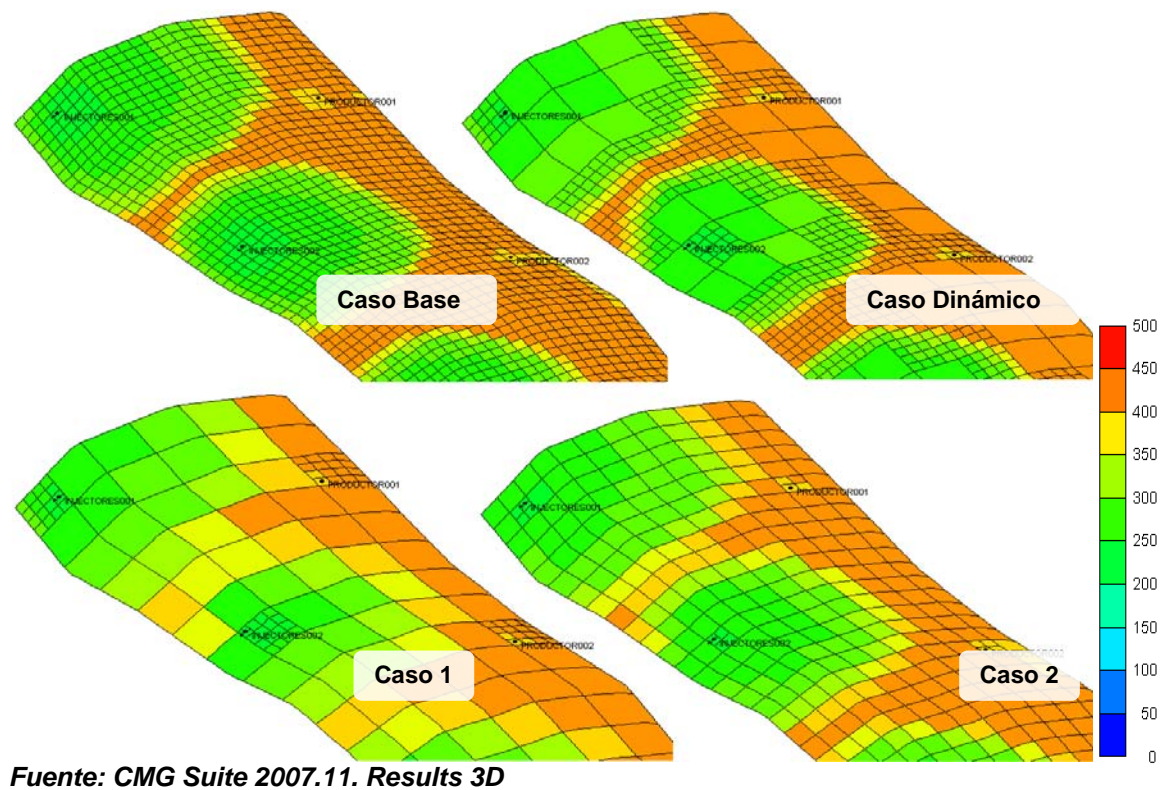 INJECTORES001
PRODUCTOR001
INJECTORES002
PRODUCTOR002
Caso Base
INJECTORES001
PRODUCTOR001
INJECTORES002
PRODUCTOR002
Caso Dinámico
500
450
400
350
300
250
200
150
100
50
0
INJECTORES001
PRODUCTOR001
INJECTORES002
PRODUCTOR002
Caso 1
INJECTORES001
PRODUCTOR001
INJECTORES002
Caso 2
Fuente: CMG Suite 2007.11. Results 3D